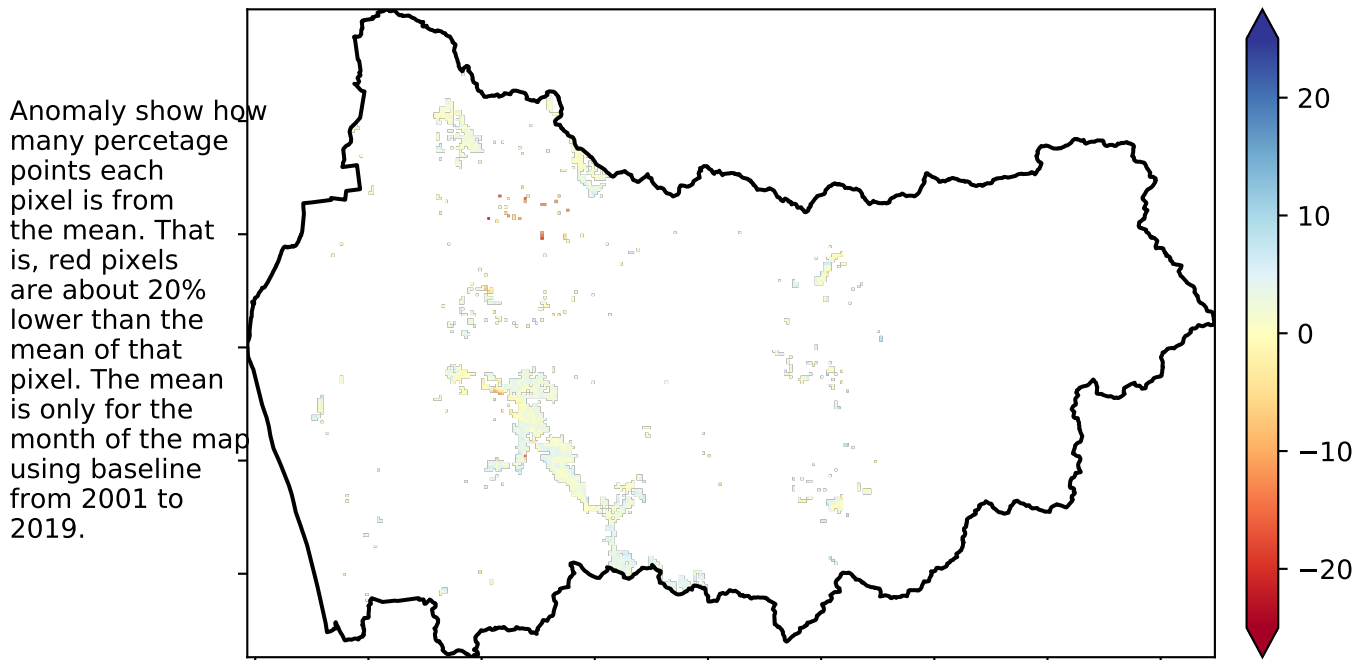 Anomaly show how
many percetage
points each
pixel is from
the mean. That
is, red pixels
are about 20%
lower than the
mean of that
pixel. The mean
is only for the
month of the map
using baseline
from 2001 to
2019.
20
10
0
−10
−20